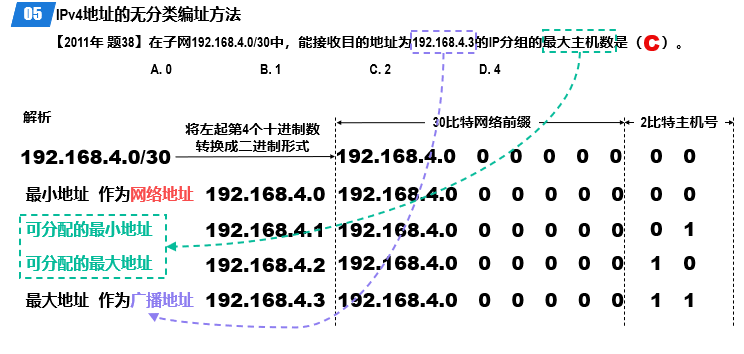 05 IPv4地址的无分类编址方法
【2011年 题38】在子网192.168.4.0/30中，能接收目的地址为192.168.4.3的IP分组的最大主机数是（C）。
A. 0 B. 1 C. 2 D. 4
解析
将左起第4个十进制数
转换成二进制形式
30比特网络前缀 2比特主机号
192.168.4.0/30 192.168.4.0 0 0 0 0 0 0 0
最小地址 作为网络地址 192.168.4.0 192.168.4.0 0 0 0 0 0 0 0
可分配的最小地址 192.168.4.1 192.168.4.0 0 0 0 0 0 0 1
可分配的最大地址 192.168.4.2 192.168.4.0 0 0 0 0 0 1 0
最大地址 作为广播地址 192.168.4.3 192.168.4.0 0 0 0 0 0 1 1